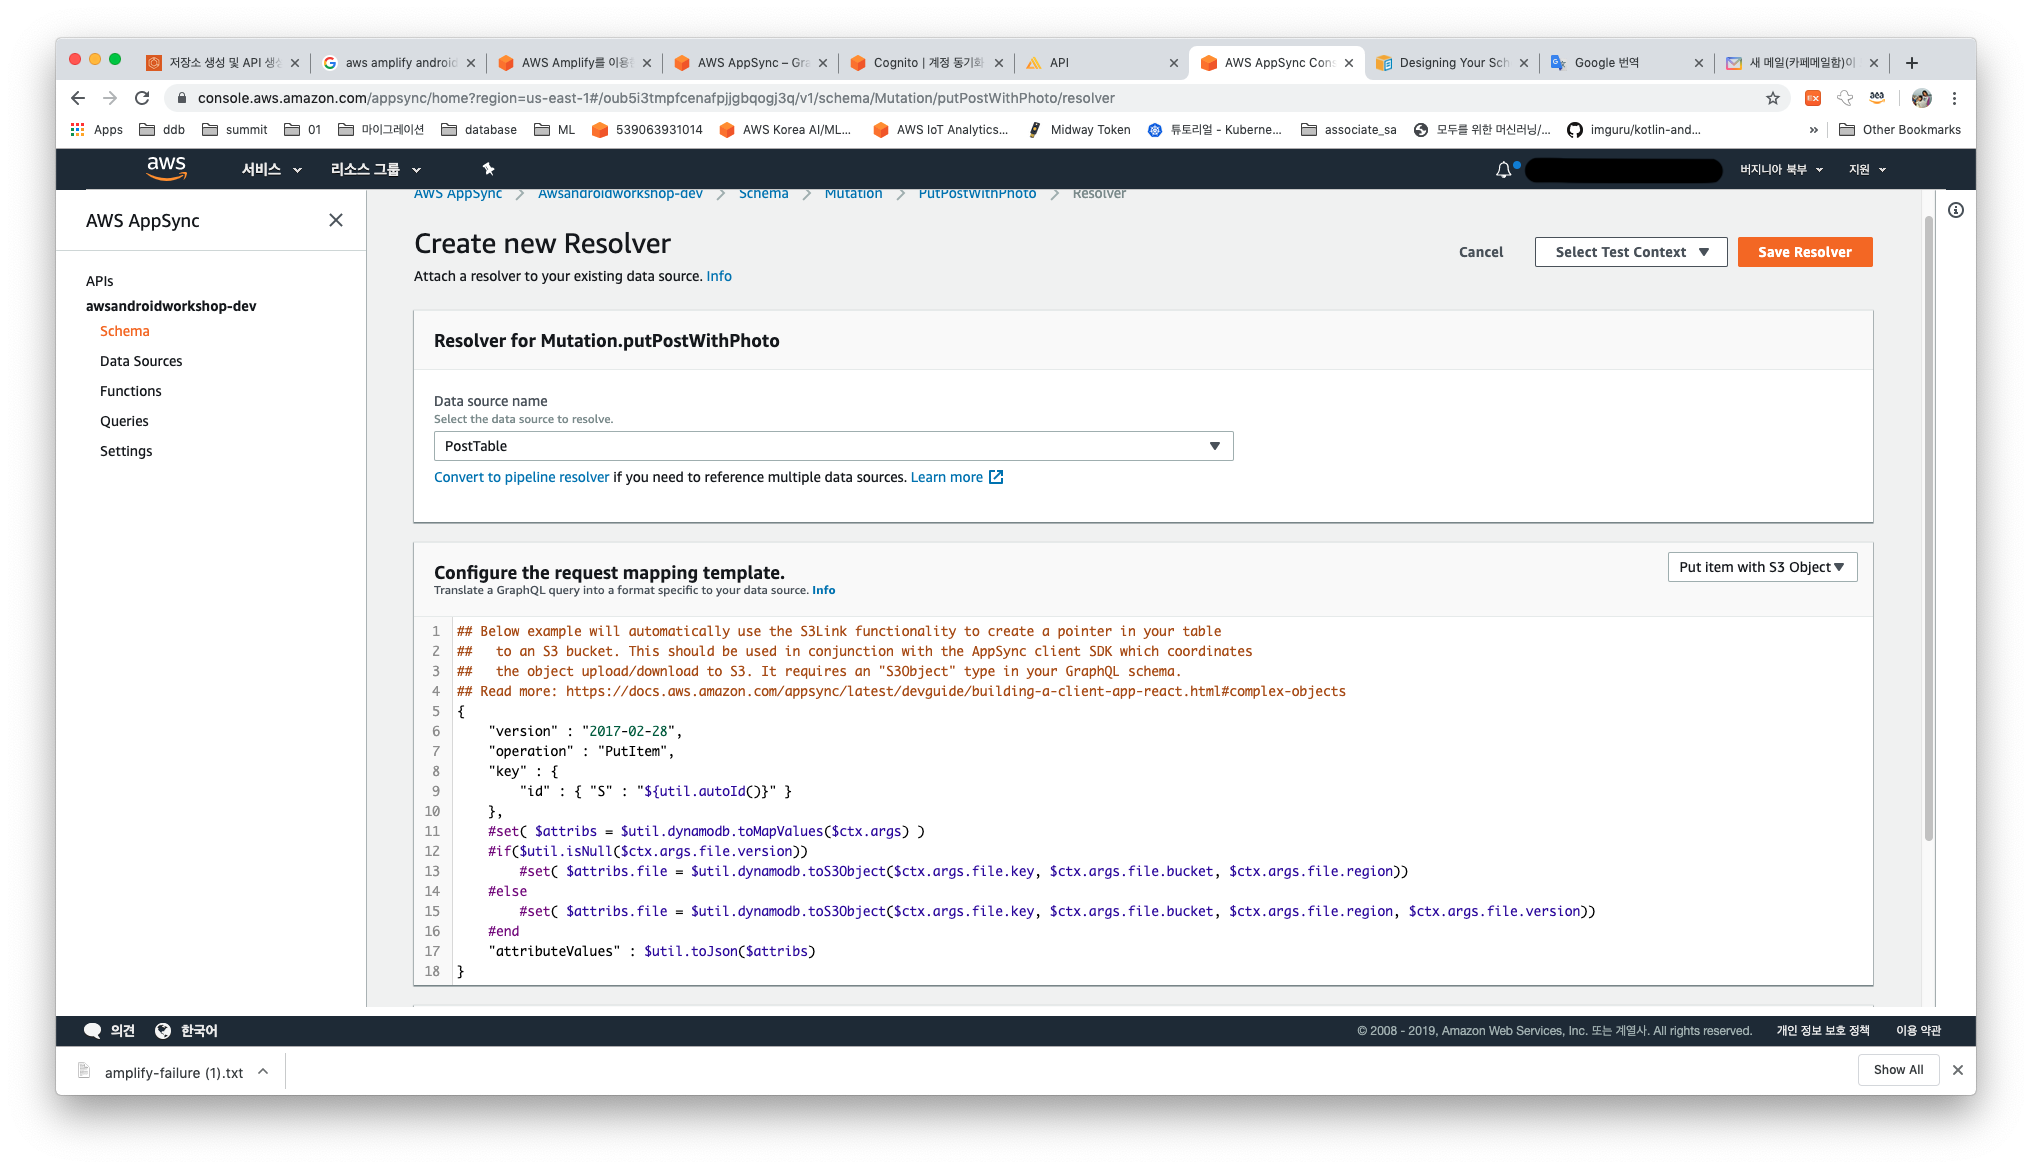 저장소 생성 및 API 생성
aws amplify android
AWS Amplify를 이용한
AWS AppSync – Gra
Cognito | 계정 동기화
API
AWS AppSync Cons
Designing Your Sch
Google 번역
새 메일(카페메일함)이
console.aws.amazon.com/appsync/home?region=us-east-1#/oub5i3tmpfcenafpjjgbqogj3q/v1/schema/Mutation/putPostWithPhoto/resolver
Apps
ddb
summit
01
마이그레이션
database
ML
539063931014
AWS Korea AI/ML...
AWS IoT Analytics...
Midway Token
튜토리얼 - Kuberne...
associate_sa
모두를 위한 머신러닝/...
imguru/kotlin-and...
»
Other Bookmarks
aws
서비스
리소스 그룹
버지니아 북부
지원
AWS AppSync
APIs
awsandroidworkshop-dev
Schema
Data Sources
Functions
Queries
Settings
AWS AppSync > Awsandroidworkshop-dev > Schema > Mutation > PutPostWithPhoto > Resolver
Create new Resolver
Attach a resolver to your existing data source. Info
Cancel
Select Test Context
Save Resolver
Resolver for Mutation.putPostWithPhoto
Data source name
Select the data source to resolve.
PostTable
Convert to pipeline resolver if you need to reference multiple data sources. Learn more
Configure the request mapping template.
Translate a GraphQL query into a format specific to your data source. Info
Put item with S3 Object
1 ## Below example will automatically use the S3Link functionality to create a pointer in your table
2 ##   to an S3 bucket. This should be used in conjunction with the AppSync client SDK which coordinates
3 ##   the object upload/download to S3. It requires an "S3Object" type in your GraphQL schema.
4 ## Read more: https://docs.aws.amazon.com/appsync/latest/devguide/building-a-client-app-react.html#complex-objects
5 {
6     "version" : "2017-02-28",
7     "operation" : "PutItem",
8     "key" : {
9         "id" : { "S" : "${util.autoId()}" }
10     },
11     #set( $attribs = $util.dynamodb.toMapValues($ctx.args) )
12     #if($util.isNull($ctx.args.file.version))
13         #set( $attribs.file = $util.dynamodb.toS3Object($ctx.args.file.key, $ctx.args.file.bucket, $ctx.args.file.region))
14     #else
15         #set( $attribs.file = $util.dynamodb.toS3Object($ctx.args.file.key, $ctx.args.file.bucket, $ctx.args.file.region, $ctx.args.file.version))
16     #end
17     "attributeValues" : $util.toJson($attribs)
18 }
의견
한국어
© 2008 - 2019, Amazon Web Services, Inc. 또는 계열사. All rights reserved.
개인 정보 보호 정책
이용 약관
amplify-failure (1).txt
Show All